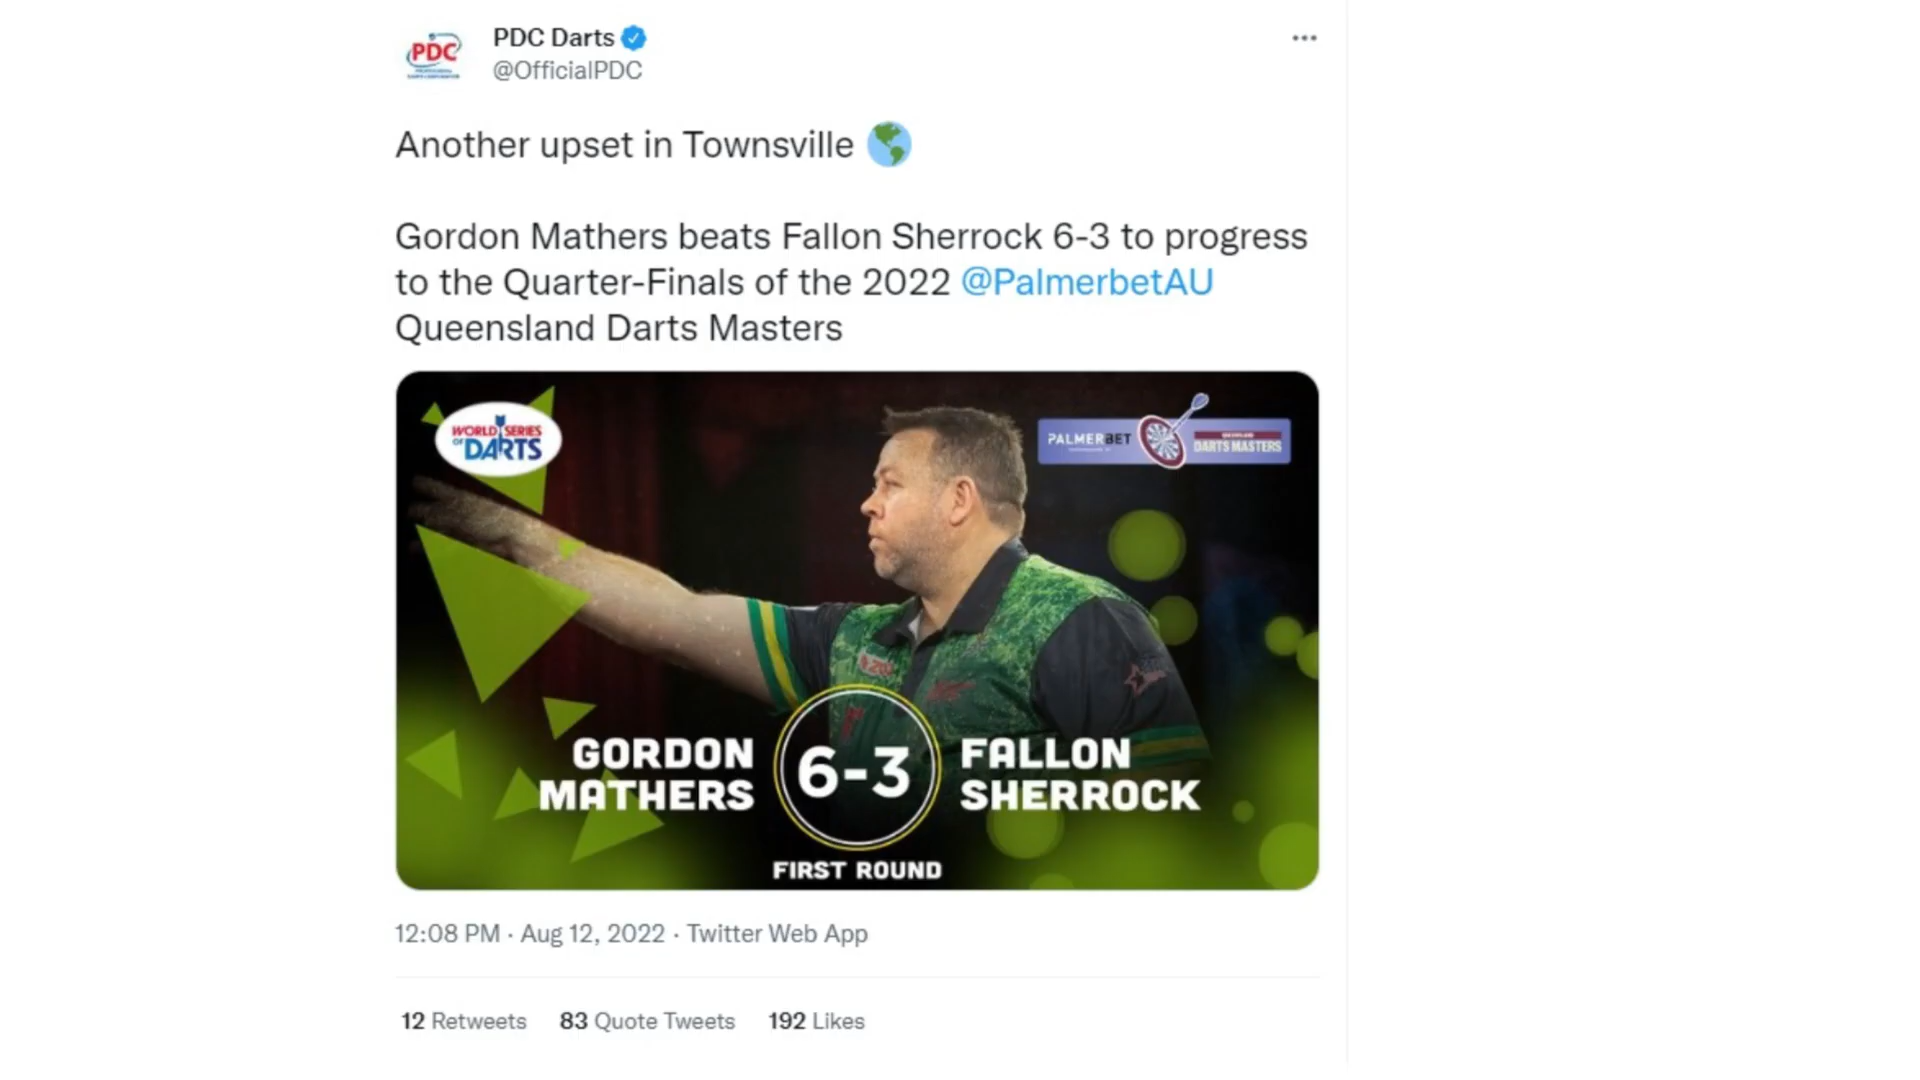 PDC Darts
@OfficialPDC
Another upset in Townsville
Gordon Mathers beats Fallon Sherrock 6-3 to progress
to the Quarter-Finals of the 2022 @PalmerbetAU
Queensland Darts Masters
PDC
WORLD SERIES
OF DARTS
PALMERBET
DARTS MASTERS
GORDON
MATHERS
6-3
FALLON
SHERROCK
FIRST ROUND
12:08 PM · Aug 12, 2022 · Twitter Web App
12 Retweets 83 Quote Tweets 192 Likes